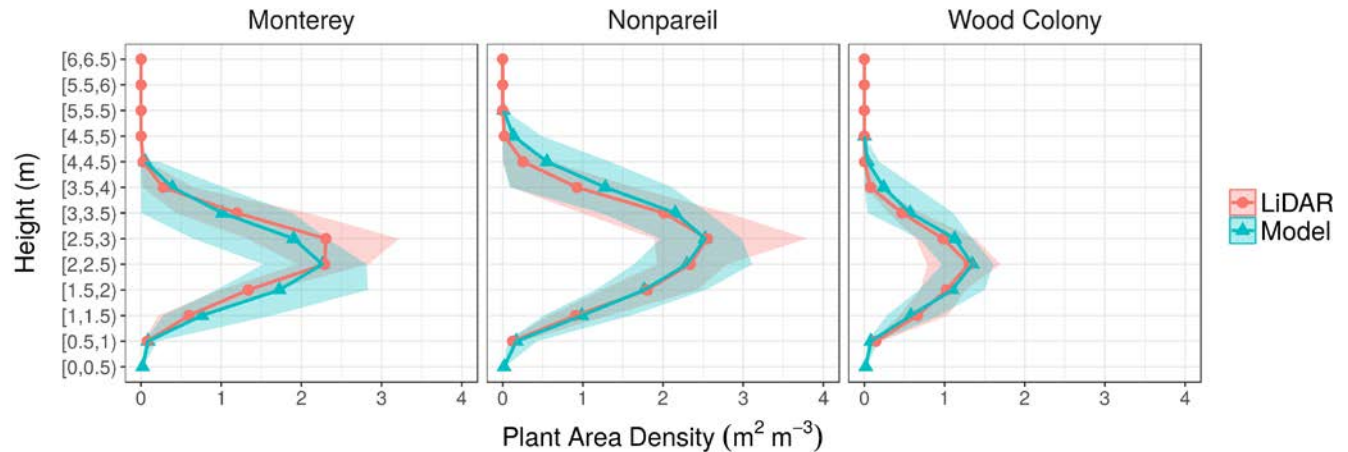 Monterey Nonpareil Wood Colony
Height (m)
[6,6.5)
[5.5,6)
[5,5.5)
[4.5,5)
[4,4.5)
[3.5,4)
[3,3.5)
[2.5,3)
[2,2.5)
[1.5,2)
[1,1.5)
[0.5,1)
[0,0.5)
LiDAR
Model
0 1 2 3 4 0 1 2 3 4 0 1 2 3 4
Plant Area Density (m² m⁻³)